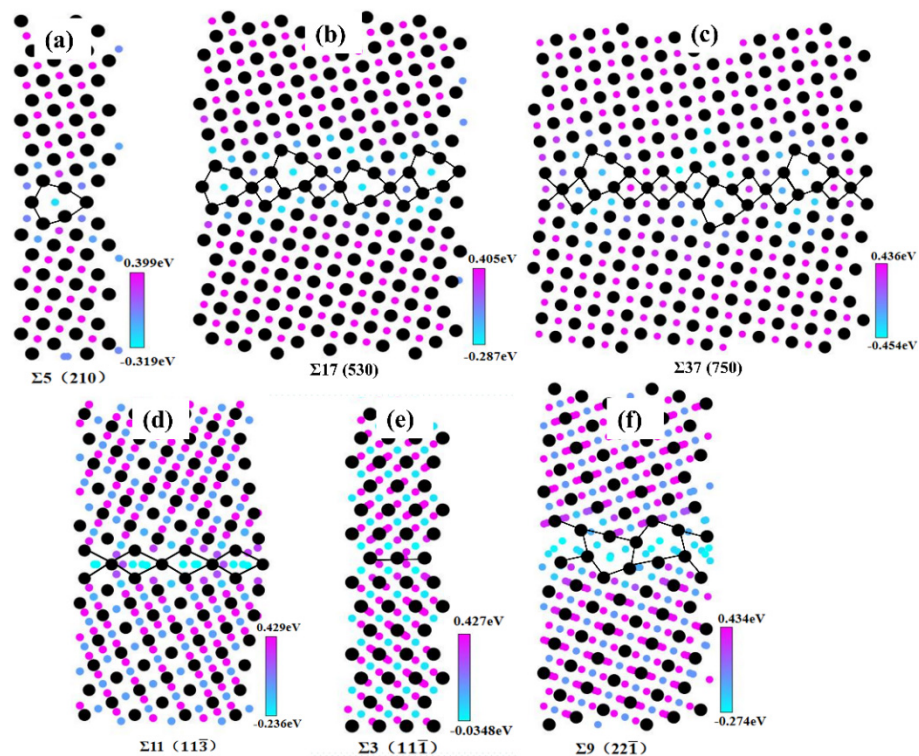 (a)
(b)
(c)
0.399eV
-0.319eV
Σ5（210）
0.405eV
-0.287eV
Σ17 (530)
0.436eV
-0.454eV
Σ37 (750)
(d)
(e)
(f)
0.429eV
-0.236eV
Σ11（113̅）
0.427eV
-0.0348eV
Σ3（111̅）
0.434eV
-0.274eV
Σ9（221̅）